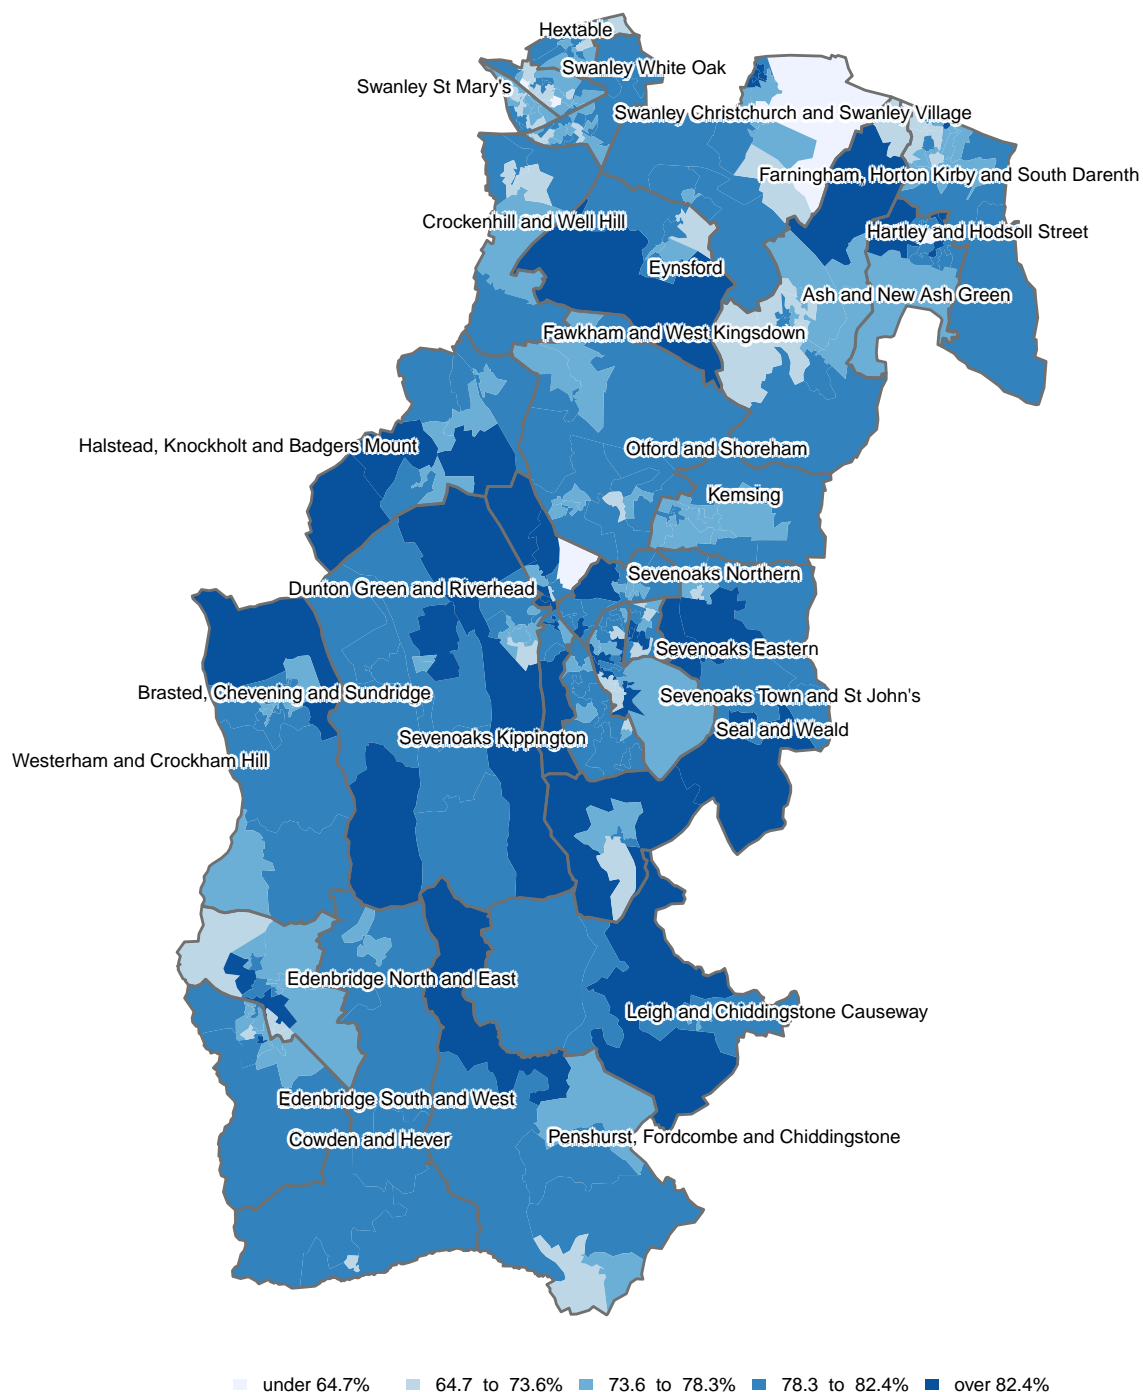 Hextable
Swanley White Oak
Swanley St Mary's
Swanley Christchurch and Swanley Village
Farningham, Horton Kirby and South Darenth
Crockenhill and Well Hill
Hartley and Hodsoll Street
Eynsford
Ash and New Ash Green
Fawkham and West Kingsdown
Halstead, Knockholt and Badgers Mount
Otford and Shoreham
Kemsing
Sevenoaks Northern
Dunton Green and Riverhead
Sevenoaks Eastern
Brasted, Chevening and Sundridge
Sevenoaks Town and St John's
Seal and Weald
Sevenoaks Kippington
Westerham and Crockham Hill
Edenbridge North and East
Leigh and Chiddingstone Causeway
Edenbridge South and West
Penshurst, Fordcombe and Chiddingstone
Cowden and Hever
under 64.7% 64.7 to 73.6% 73.6 to 78.3% 78.3 to 82.4% over 82.4%